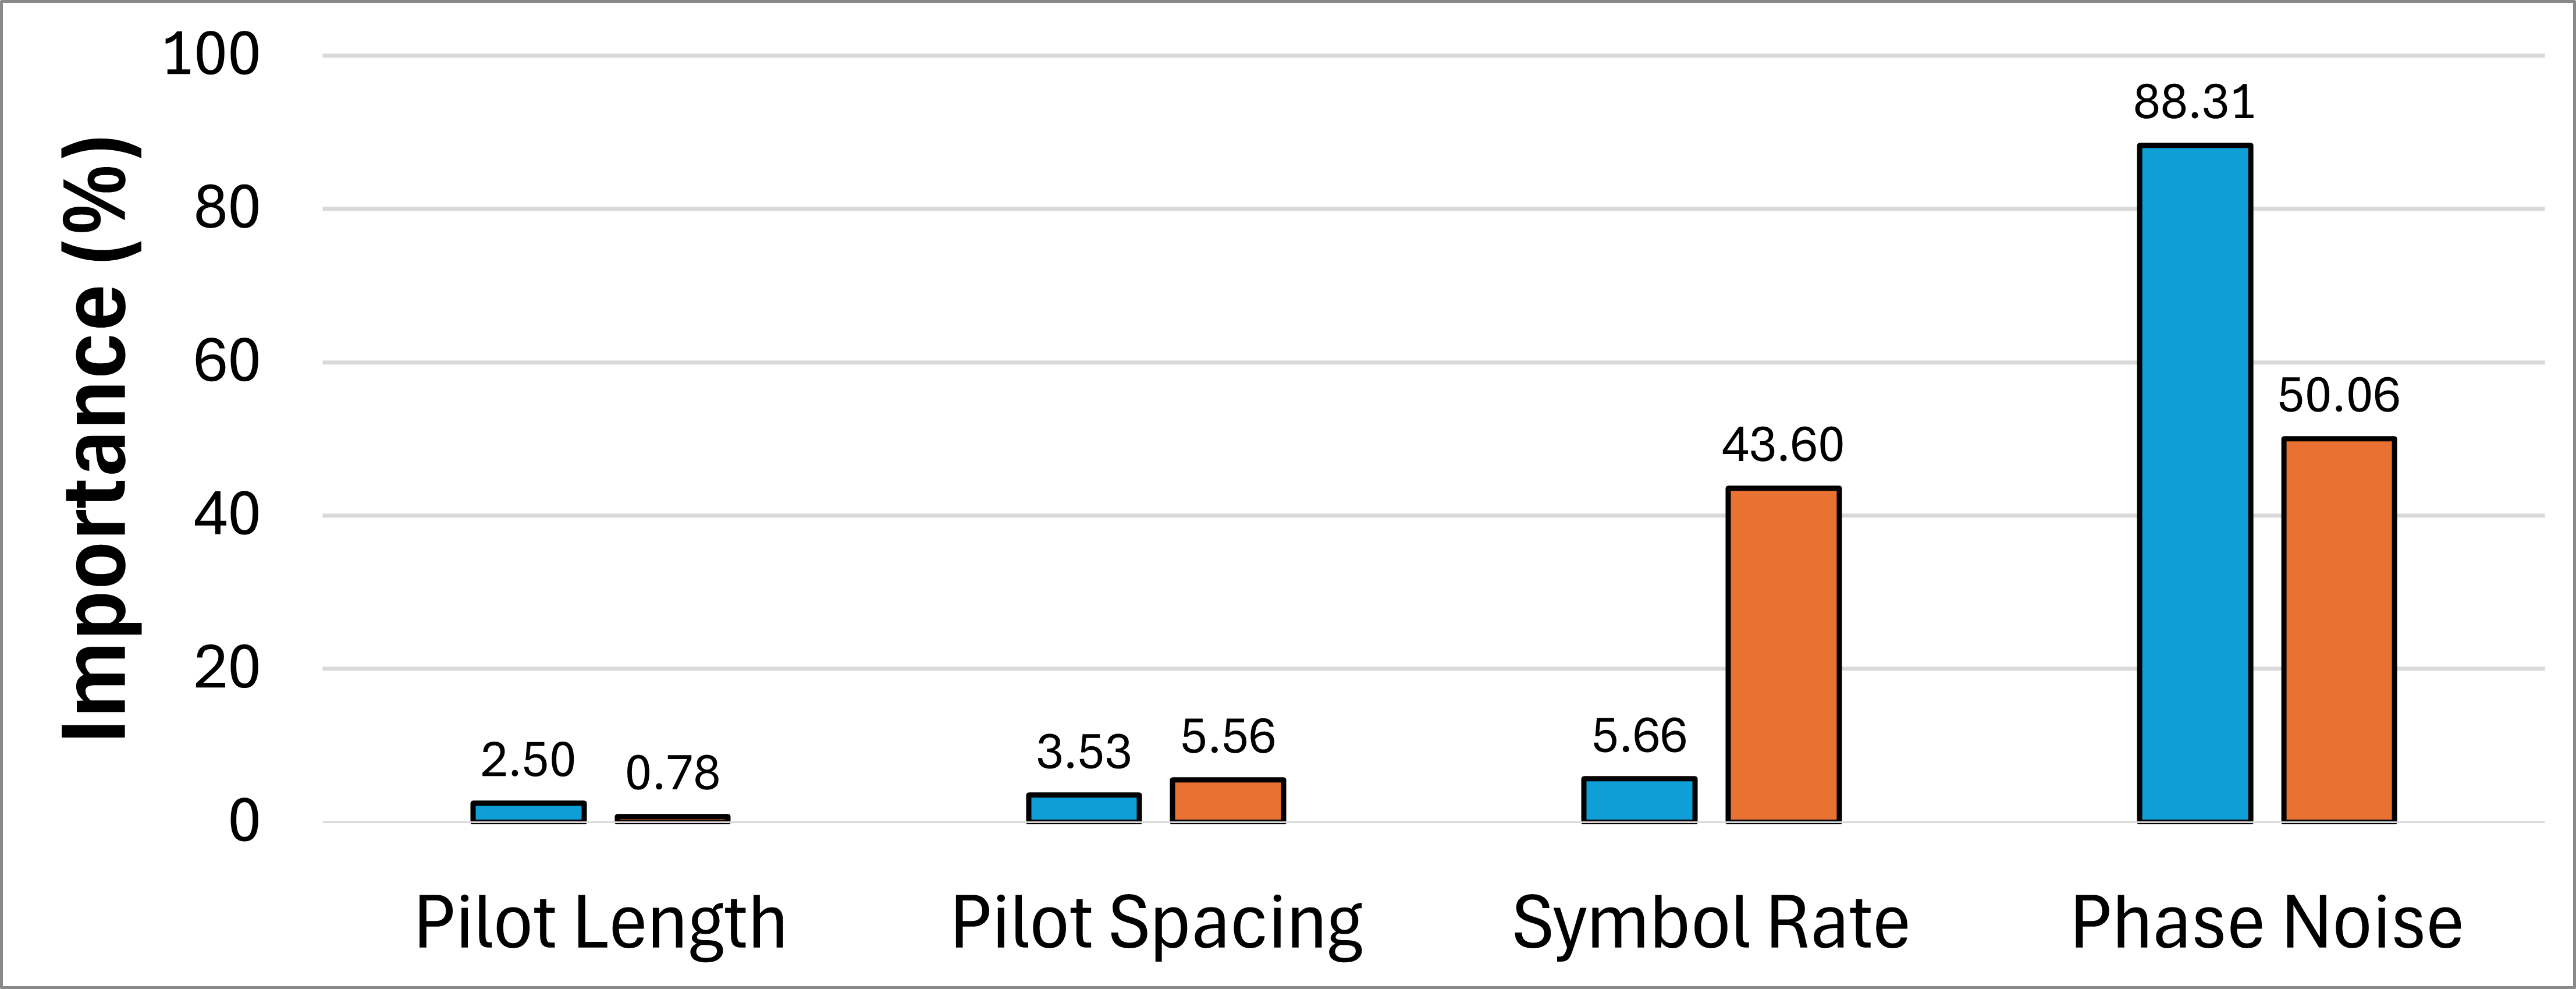 Importance (%)
100
80
60
40
20
0
2.50
0.78
3.53
5.56
5.66
43.60
88.31
50.06
Pilot Length
Pilot Spacing
Symbol Rate
Phase Noise